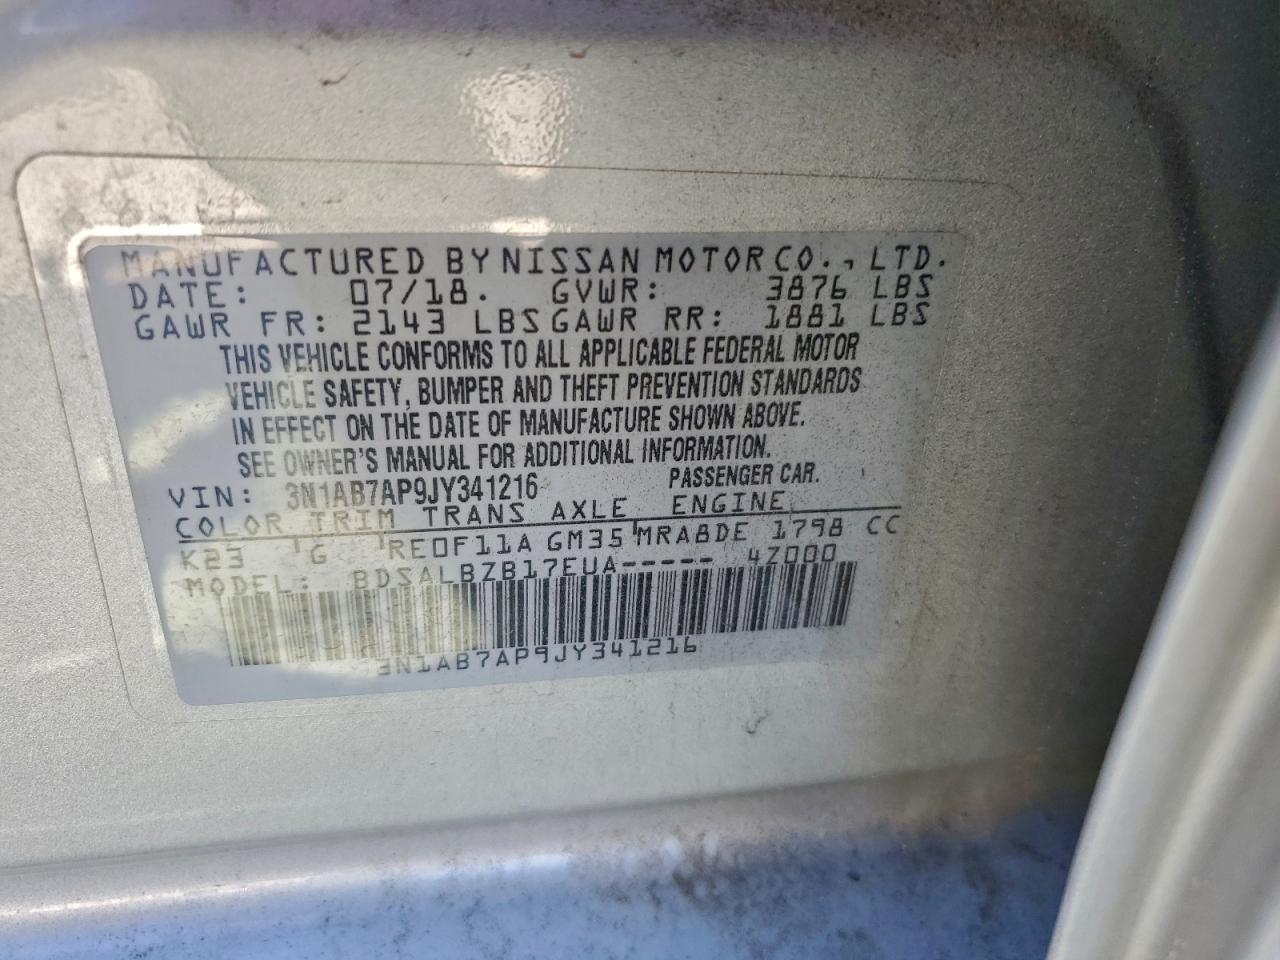 MANUFACTURED BY NISSAN MOTOR CO., LTD.
DATE: 07/18. GVWR: 3876 LBS
GAWR FR: 2143 LBS GAWR RR: 1881 LBS
THIS VEHICLE CONFORMS TO ALL APPLICABLE FEDERAL MOTOR
VEHICLE SAFETY, BUMPER AND THEFT PREVENTION STANDARDS
IN EFFECT ON THE DATE OF MANUFACTURE SHOWN ABOVE.
SEE OWNER'S MANUAL FOR ADDITIONAL INFORMATION.
VIN: 3N1AB7AP9JY341216 PASSENGER CAR.
COLOR TRIM TRANS AXLE ENGINE
K23 G RE0F11A GM35 MRA8DE 1798 CC
MODEL: BDSALBZB17EUA----- 4Z000
3N1AB7AP9JY341216